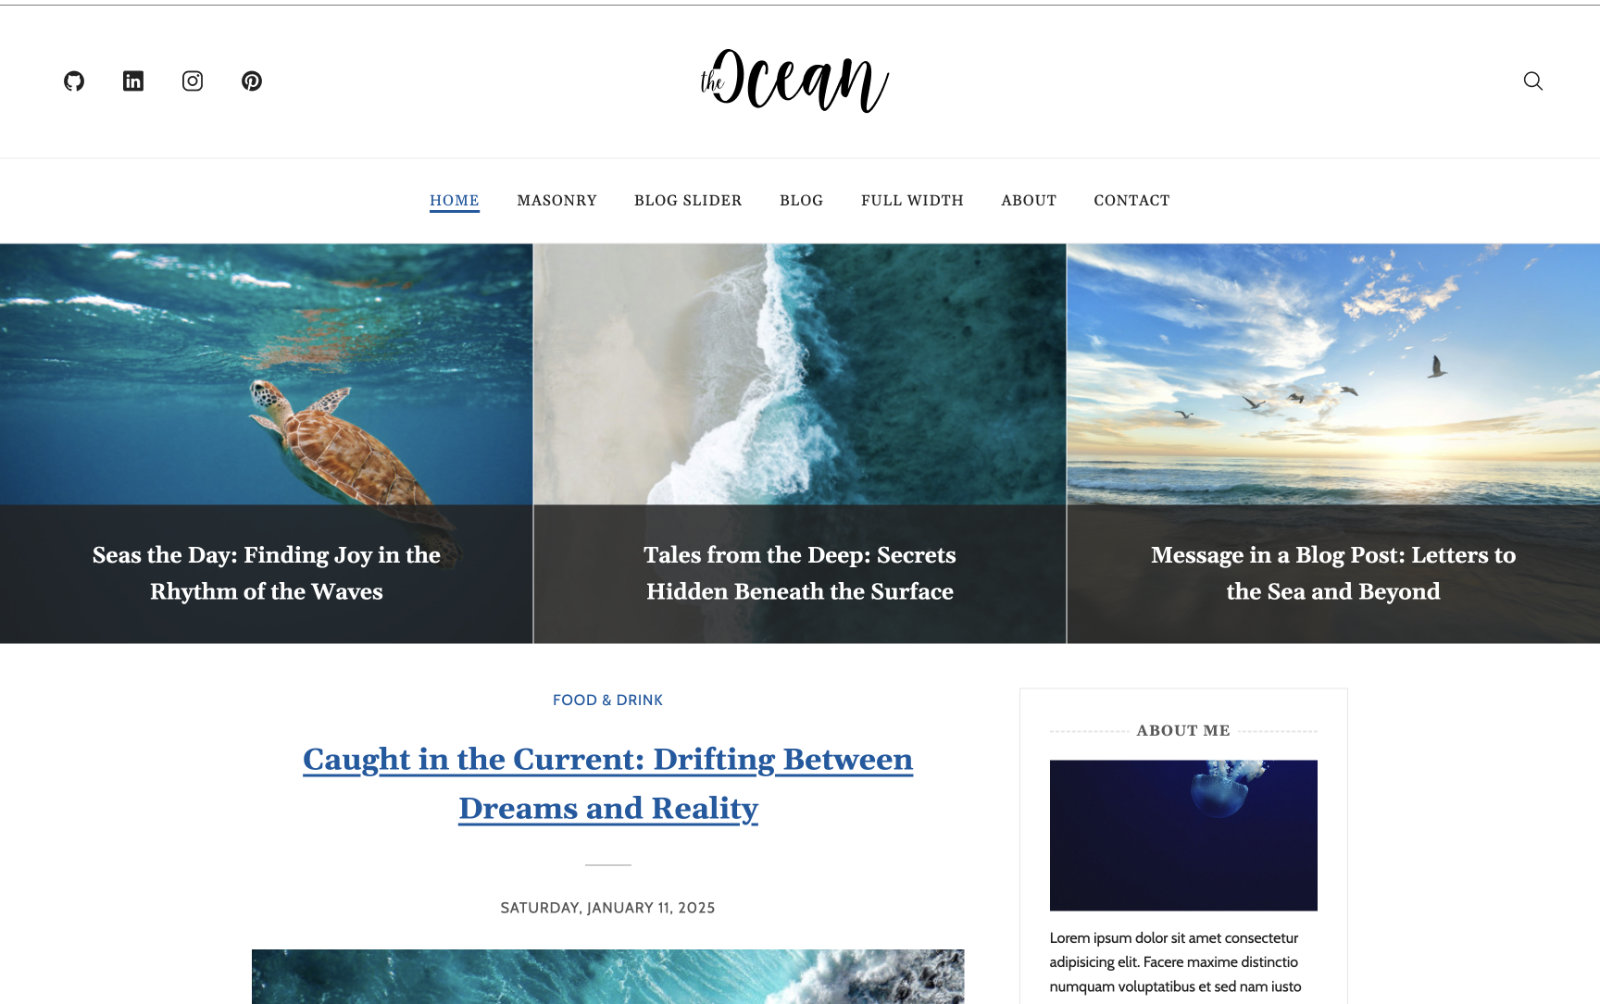 the Ocean
HOME MASONRY BLOG SLIDER BLOG FULL WIDTH ABOUT CONTACT
Seas the Day: Finding Joy in the
Rhythm of the Waves
Tales from the Deep: Secrets
Hidden Beneath the Surface
Message in a Blog Post: Letters to
the Sea and Beyond
FOOD & DRINK
Caught in the Current: Drifting Between
Dreams and Reality
SATURDAY, JANUARY 11, 2025
ABOUT ME
Lorem ipsum dolor sit amet consectetur
adipisicing elit. Facere maxime distinctio
numquam voluptatibus et sed nam iusto